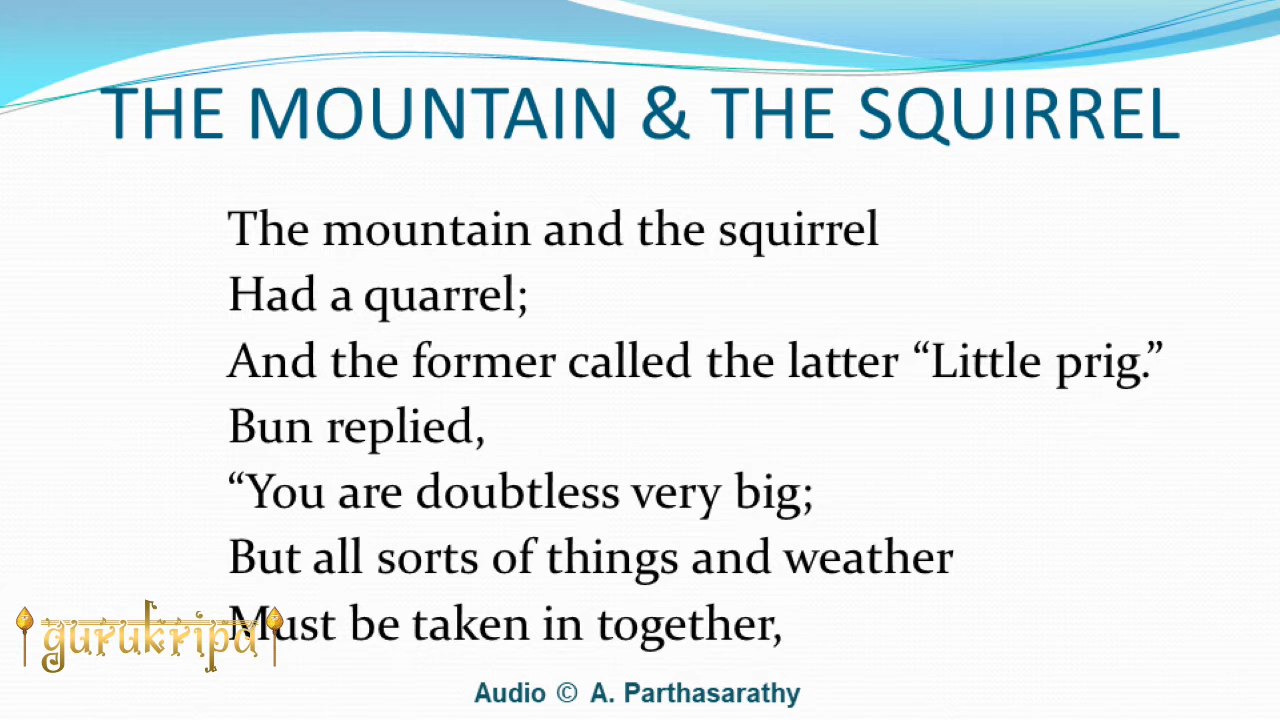 THE MOUNTAIN & THE SQUIRREL
The mountain and the squirrel
Had a quarrel;
And the former called the latter “Little prig.”
Bun replied,
“You are doubtless very big;
But all sorts of things and weather
Must be taken in together,
gurukripa
Audio © A. Parthasarathy